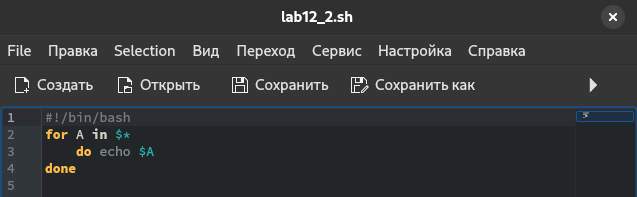 lab12_2.sh
File Правка Selection Вид Переход Сервис Настройка Справка
Создать Открыть Сохранить Сохранить как
1 #!/bin/bash
2 for A in $*
3 do echo $A
4 done
5